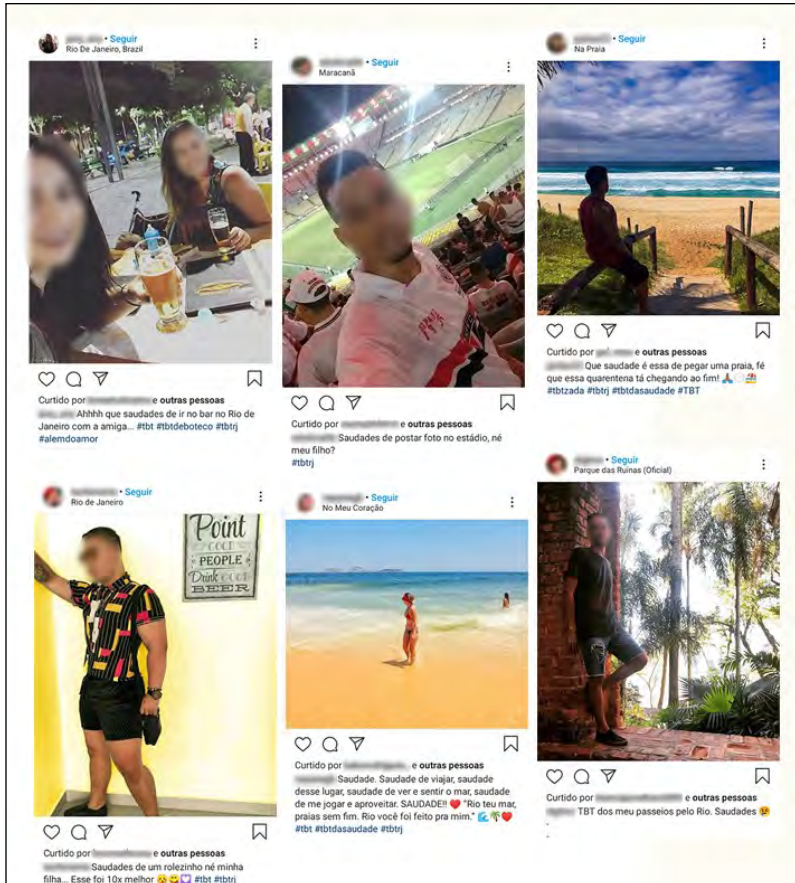 • Seguir
Rio De Janeiro, Brazil
Curtido por e outras pessoas
Ahhhh que saudades de ir no bar no Rio de
Janeiro com a amiga... #tbt #tbtdeboteco #tbtrj
#alemdoamor
• Seguir
Maracanã
Curtido por e outras pessoas
Saudades de postar foto no estádio, né
meu filho?
#tbtrj
• Seguir
Na Praia
Curtido por e outras pessoas
Que saudade é essa de pegar uma praia, fé
que essa quarentena tá chegando ao fim! 🙏🏻🏖
#tbtzada #tbtrj #tbtdasaudade #TBT
• Seguir
Rio de Janeiro
Point
GOOD
PEOPLE
Drink GOOD
BEER
Curtido por e outras pessoas
Saudades de um rolezinho né minha
filha... Esse foi 10x melhor #tbt #tbtrj
• Seguir
No Meu Coração
Curtido por e outras pessoas
Saudade. Saudade de viajar, saudade
desse lugar, saudade de ver e sentir o mar, saudade
de me jogar e aproveitar. SAUDADE!! ❤️ "Rio teu mar,
praias sem fim. Rio você foi feito pra mim." 🌊🌴❤️
#tbt #tbtdasaudade #tbtrj
• Seguir
Parque das Ruínas (Oficial)
Curtido por e outras pessoas
TBT dos meu passeios pelo Rio. Saudades 😢
.
.